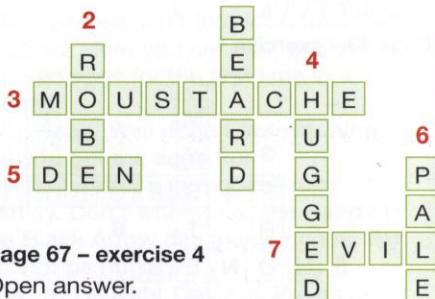 2 B
R E 4
3 M O U S T A C H E
B R U 6
5 D E N D G P
G A
7 E V I L
D E
age 67 – exercise 4
Open answer.